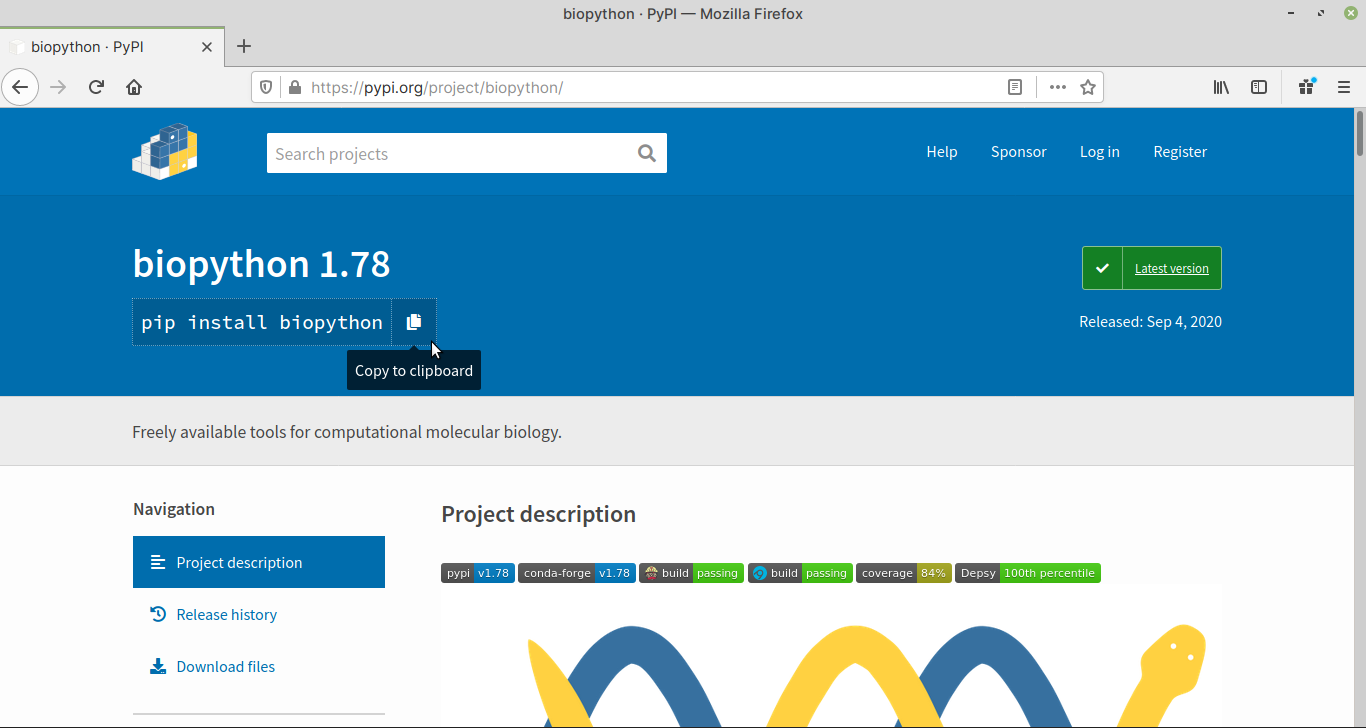 biopython · PyPI — Mozilla Firefox
biopython · PyPI
https://pypi.org/project/biopython/
Search projects
Help Sponsor Log in Register
biopython 1.78
Latest version
pip install biopython
Released: Sep 4, 2020
Copy to clipboard
Freely available tools for computational molecular biology.
Navigation
Project description
Release history
Download files
Project description
pypi v1.78 conda-forge v1.78 build passing build passing coverage 84% Depsy 100th percentile